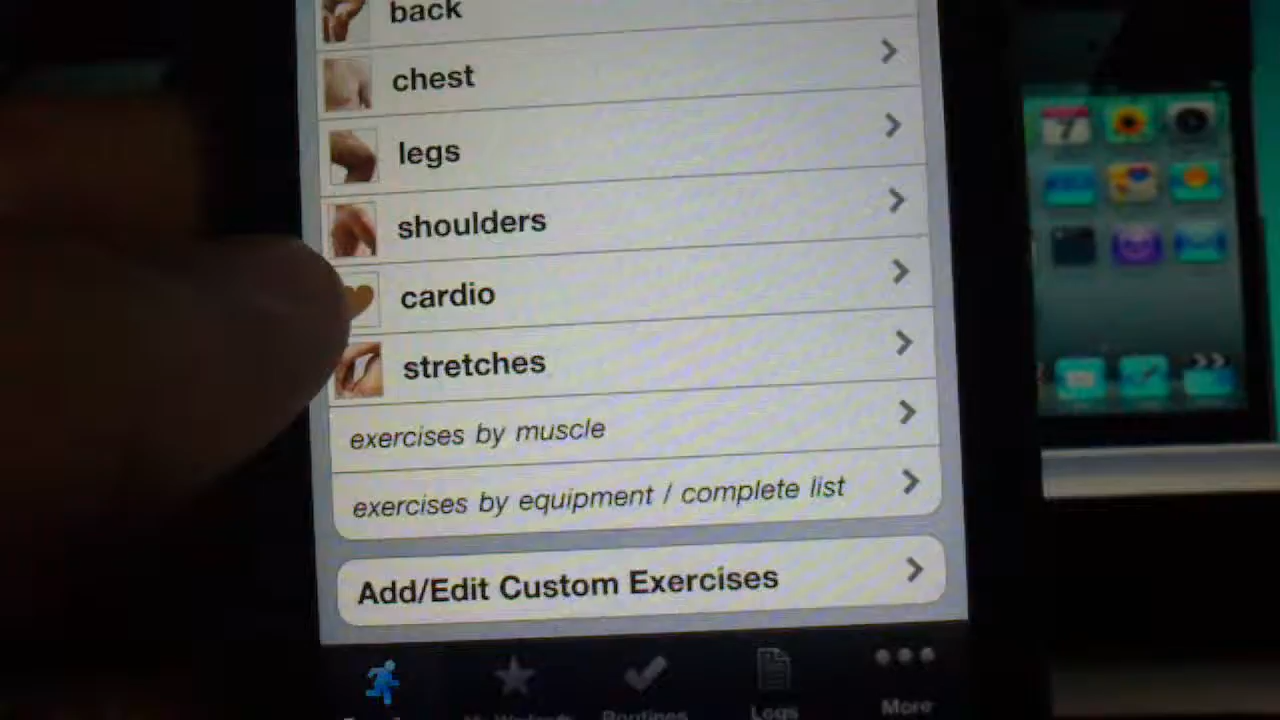 back
chest
legs
shoulders
cardio
stretches
exercises by muscle
exercises by equipment / complete list
Add/Edit Custom Exercises
Routines
Logs
More